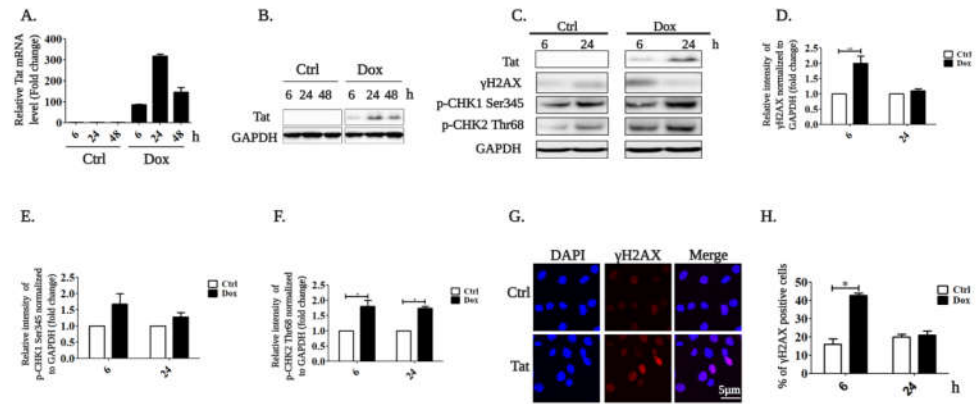 A.
Relative Tat mRNA
level (Fold change)
400
300
200
100
0
6 24 48 6 24 48 h
Ctrl Dox
B.
Ctrl Dox
6 24 48 6 24 48 h
Tat
GAPDH
C.
Ctrl Dox
6 24 6 24 h
Tat
γH2AX
p-CHK1 Ser345
p-CHK2 Thr68
GAPDH
D.
Relative intensity of
γH2AX normalized to
GAPDH (fold change)
2.5
2.0
1.5
1.0
0.5
0.0
6 24
Ctrl
Dox
E.
Relative intensity of
p-CHK1 Ser345 normalized
to GAPDH (fold change)
2.5
2.0
1.5
1.0
0.5
0.0
6 24
Ctrl
Dox
F.
Relative intensity of
p-CHK2 Thr68 normalized
to GAPDH (fold change)
2.5
2.0
1.5
1.0
0.5
0.0
6 24
Ctrl
Dox
G.
DAPI γH2AX Merge
Ctrl
Tat
5μm
H.
% of γH2AX positive cells
50
40
30
20
10
0
*
6 24 h
Ctrl
Dox